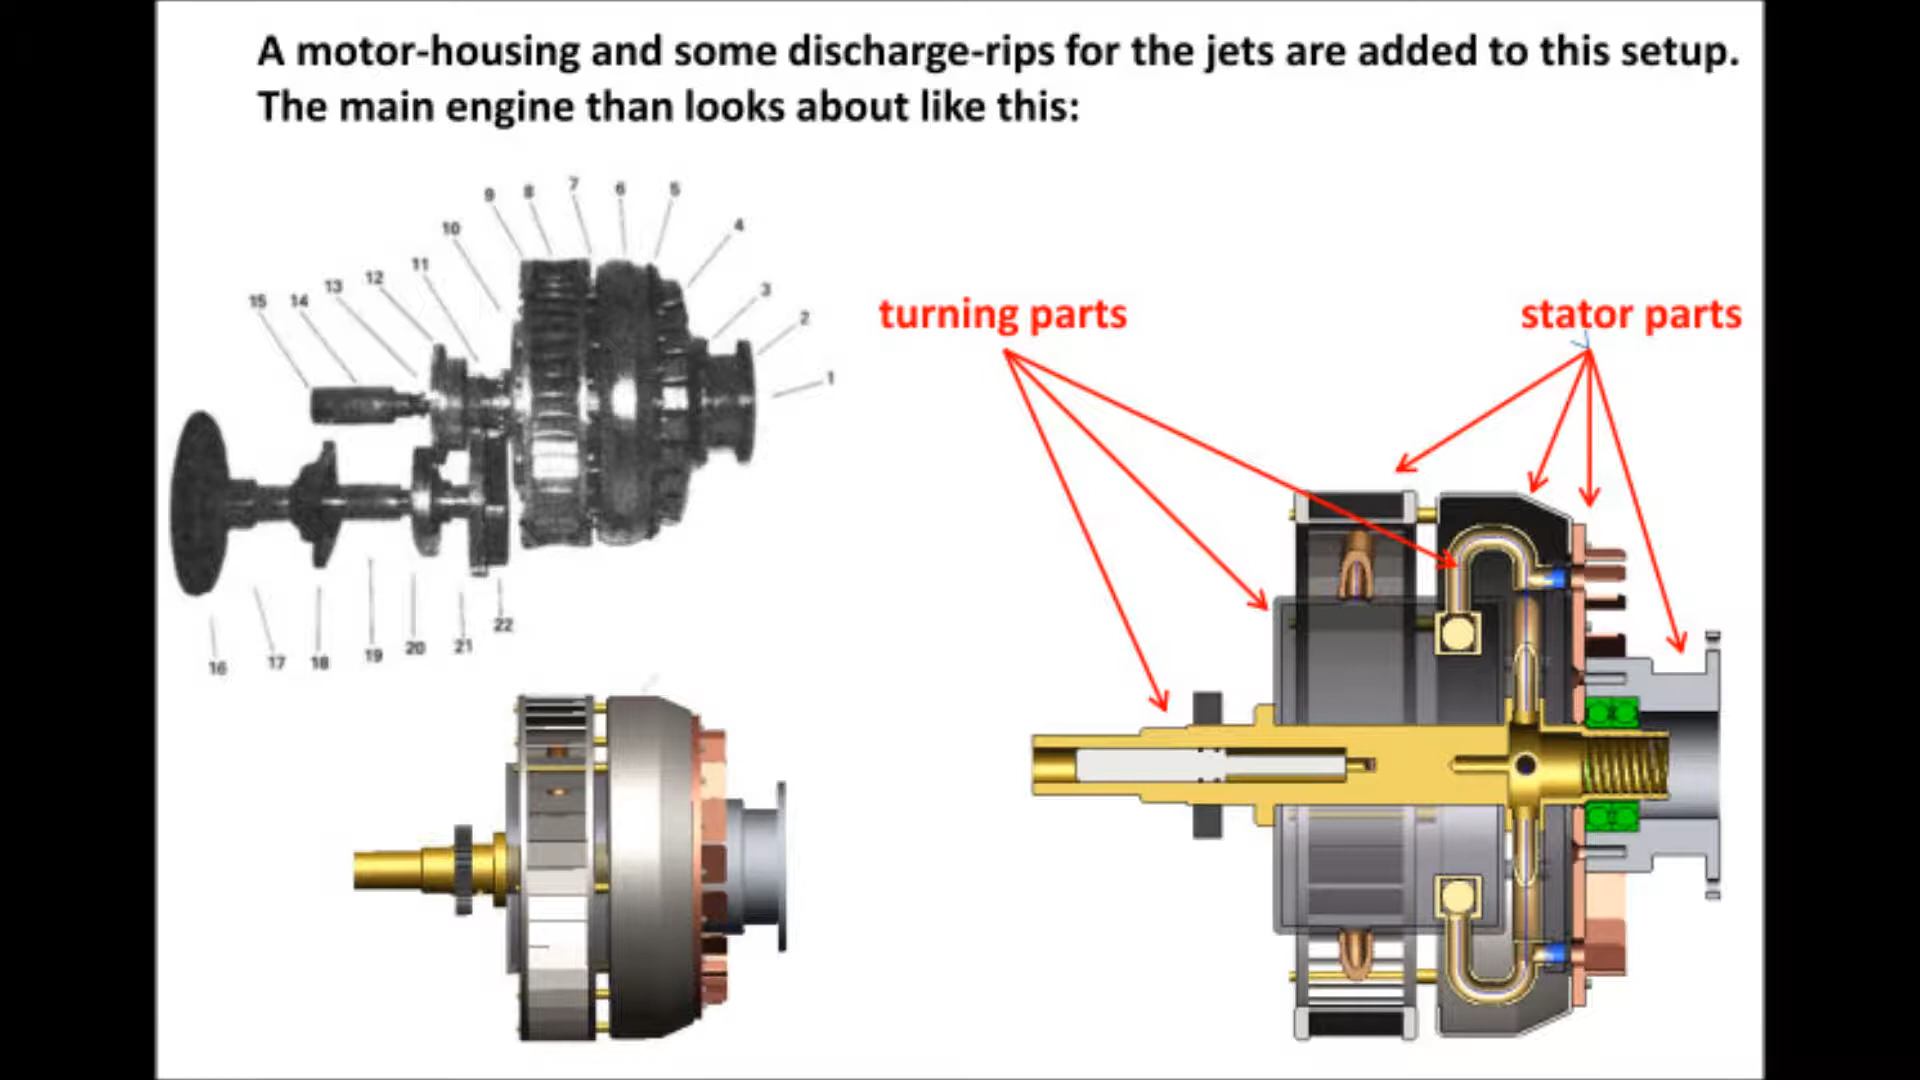 A motor-housing and some discharge-rips for the jets are added to this setup.
The main engine than looks about like this:
turning parts
stator parts
9 8 7 6 5
10 4
15 14 13 12 11 3
2
1
22
16 17 18 19 20 21